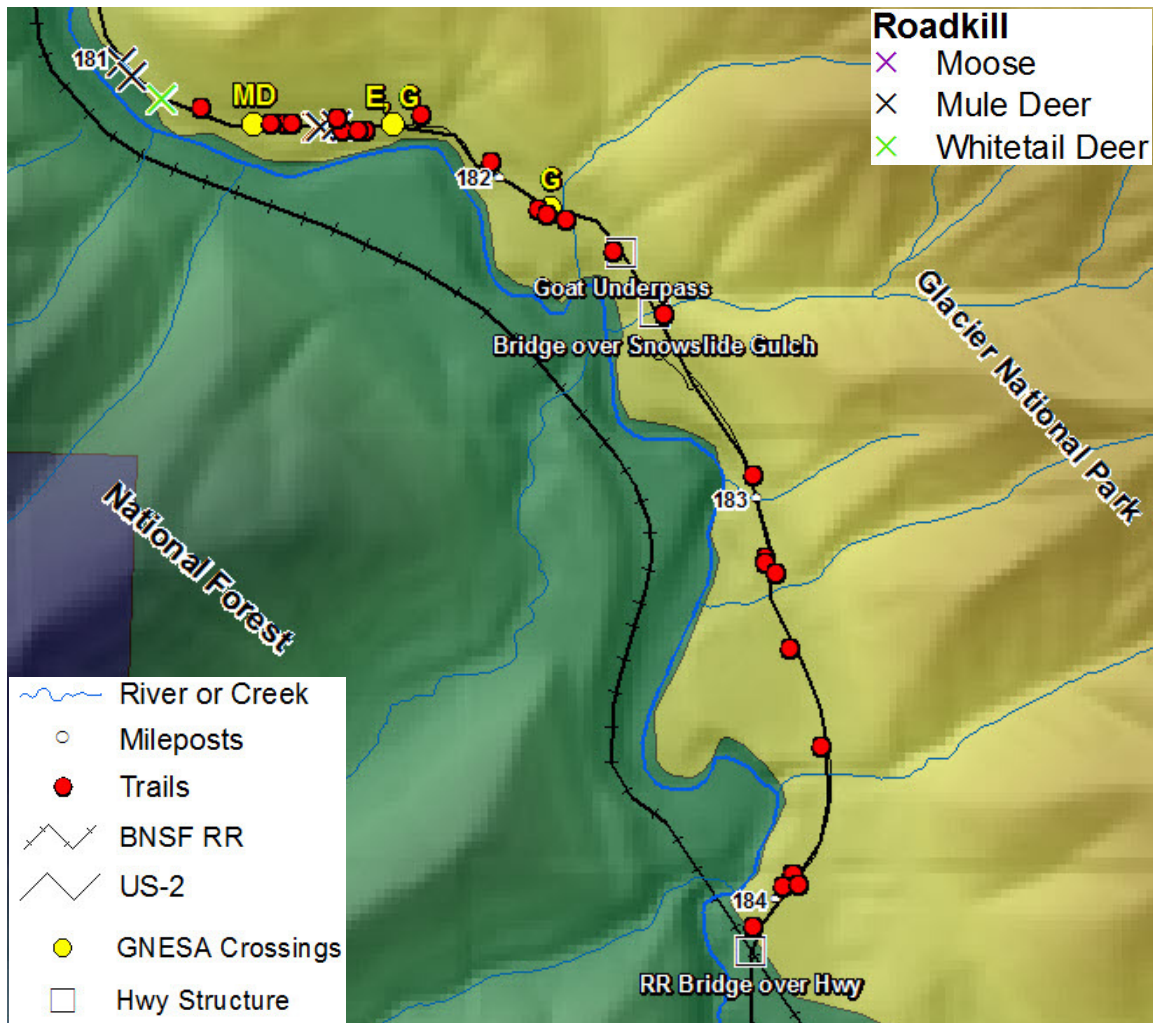 Roadkill
Moose
Mule Deer
Whitetail Deer
181
MD
E, G
182
G
Goat Underpass
Bridge over Snowslide Gulch
Glacier National Park
183
National Forest
184
RR Bridge over Hwy
River or Creek
Mileposts
Trails
BNSF RR
US-2
GNESA Crossings
Hwy Structure